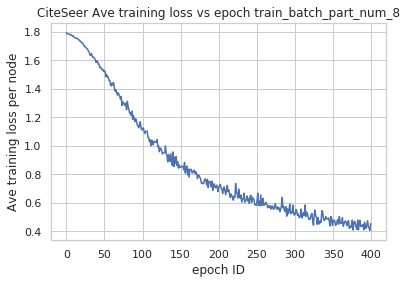 CiteSeer Ave training loss vs epoch train_batch_part_num_8
Ave training loss per node
1.8
1.6
1.4
1.2
1.0
0.8
0.6
0.4
0 50 100 150 200 250 300 350 400
epoch ID